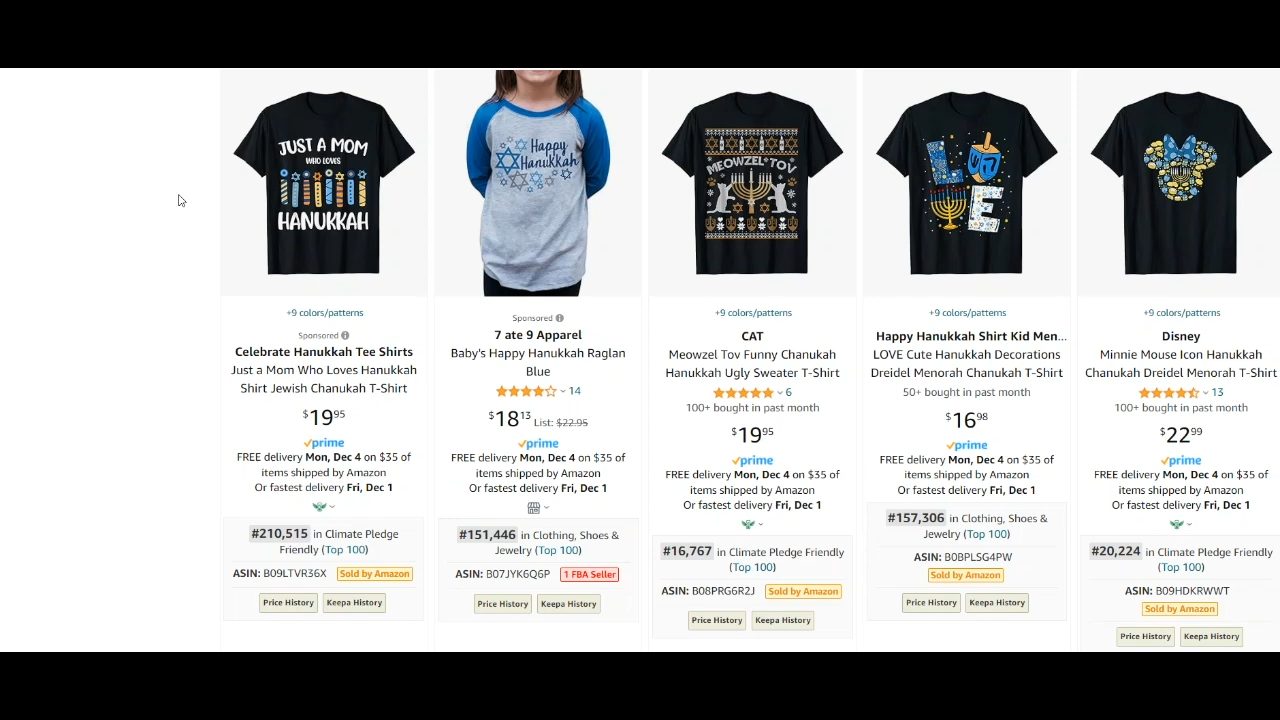 JUST A MOM
WHO LOVES
HANUKKAH
+9 colors/patterns
Sponsored
Celebrate Hanukkah Tee Shirts
Just a Mom Who Loves Hanukkah
Shirt Jewish Chanukah T-Shirt
$19.95
prime
FREE delivery Mon, Dec 4 on $35 of
items shipped by Amazon
Or fastest delivery Fri, Dec 1
#210,515 in Climate Pledge
Friendly (Top 100)
ASIN: B09LTVR36X Sold by Amazon
Price History Keepa History
Happy
Hanukkah
Sponsored
7 ate 9 Apparel
Baby's Happy Hanukkah Raglan
Blue
14
$18.13 List: $22.95
prime
FREE delivery Mon, Dec 4 on $35 of
items shipped by Amazon
Or fastest delivery Fri, Dec 1
#151,446 in Clothing, Shoes &
Jewelry (Top 100)
ASIN: B07JYK6Q6P 1 FBA Seller
Price History Keepa History
MEOWZEL TOV
+9 colors/patterns
CAT
Meowzel Tov Funny Chanukah
Hanukkah Ugly Sweater T-Shirt
6
100+ bought in past month
$19.95
prime
FREE delivery Mon, Dec 4 on $35 of
items shipped by Amazon
Or fastest delivery Fri, Dec 1
#16,767 in Climate Pledge Friendly
(Top 100)
ASIN: B08PRG6R2J Sold by Amazon
Price History Keepa History
L
E
+9 colors/patterns
Happy Hanukkah Shirt Kid Men...
LOVE Cute Hanukkah Decorations
Dreidel Menorah Chanukah T-Shirt
50+ bought in past month
$16.98
prime
FREE delivery Mon, Dec 4 on $35 of
items shipped by Amazon
Or fastest delivery Fri, Dec 1
#157,306 in Clothing, Shoes &
Jewelry (Top 100)
ASIN: B0BPLSG4PW
Sold by Amazon
Price History Keepa History
+9 colors/patterns
Disney
Minnie Mouse Icon Hanukkah
Chanukah Dreidel Menorah T-Shirt
13
100+ bought in past month
$22.99
prime
FREE delivery Mon, Dec 4 on $35 of
items shipped by Amazon
Or fastest delivery Fri, Dec 1
#20,224 in Climate Pledge Friendly
(Top 100)
ASIN: B09HDKRWWT
Sold by Amazon
Price History Keepa History